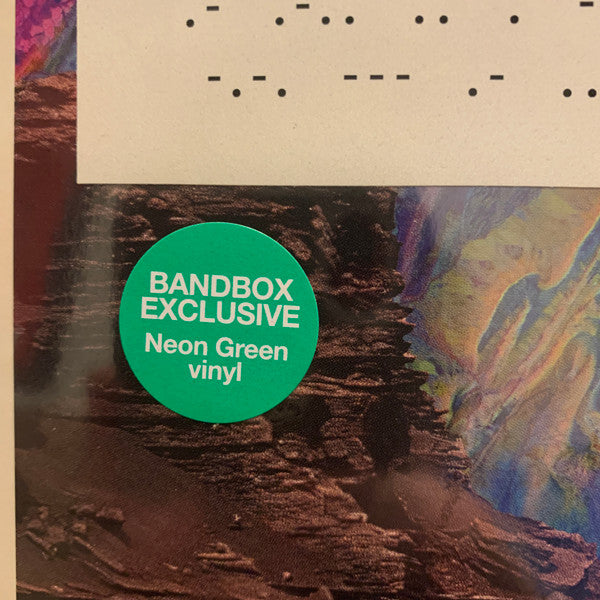 .- .-.. .. . -
-.-. --- .- ..
BANDBOX
EXCLUSIVE
Neon Green
vinyl